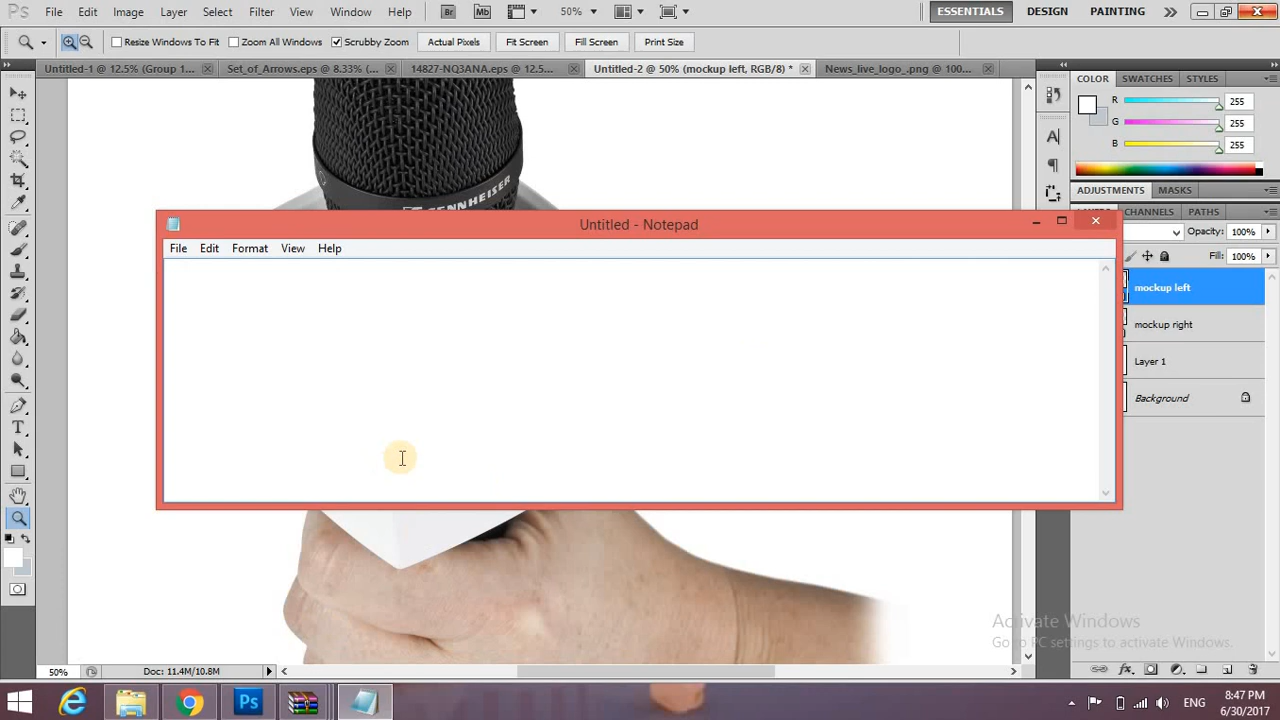 Ps File Edit Image Layer Select Filter View Window Help Br Mb 50% ESSENTIALS DESIGN PAINTING
Resize Windows To Fit Zoom All Windows Scrubby Zoom Actual Pixels Fit Screen Fill Screen Print Size
Untitled-1 @ 12.5% (Group 1... Set_of_Arrows.eps @ 8.33% (... 14827-NQ3ANA.eps @ 12.5... Untitled-2 @ 50% (mockup left, RGB/8) * News_live_logo_.png @ 100...
COLOR SWATCHES STYLES
R 255
G 255
B 255
SENNHEISER
ADJUSTMENTS MASKS
CHANNELS PATHS
Opacity: 100%
Fill: 100%
Untitled - Notepad
File Edit Format View Help
mockup left
mockup right
Layer 1
Background
Activate Windows
Go to PC settings to activate Windows.
50% Doc: 11.4M/10.8M
Ps ENG 8:47 PM
6/30/2017